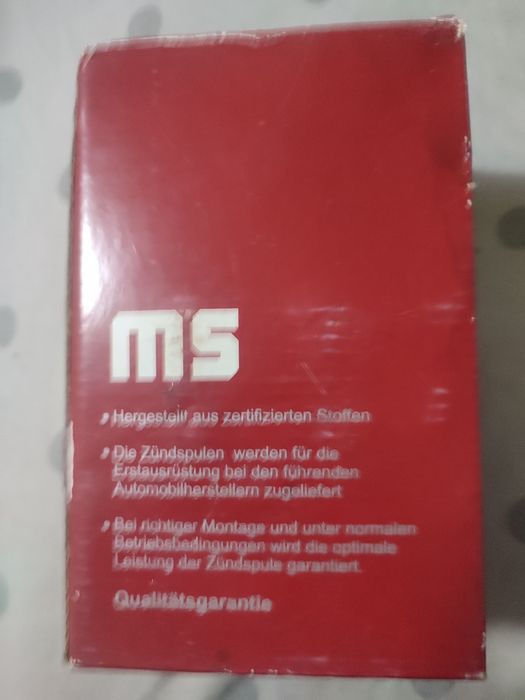 MS
Hergestellt aus zertifizierten Stoffen
Die Zündspulen werden für die
Erstausrüstung bei den führenden
Automobilherstellern zugeliefert
Bei richtiger Montage und unter normalen
Betriebsbedingungen wird die optimale
Leistung der Zündspule garantiert.
Qualitätsgarantie